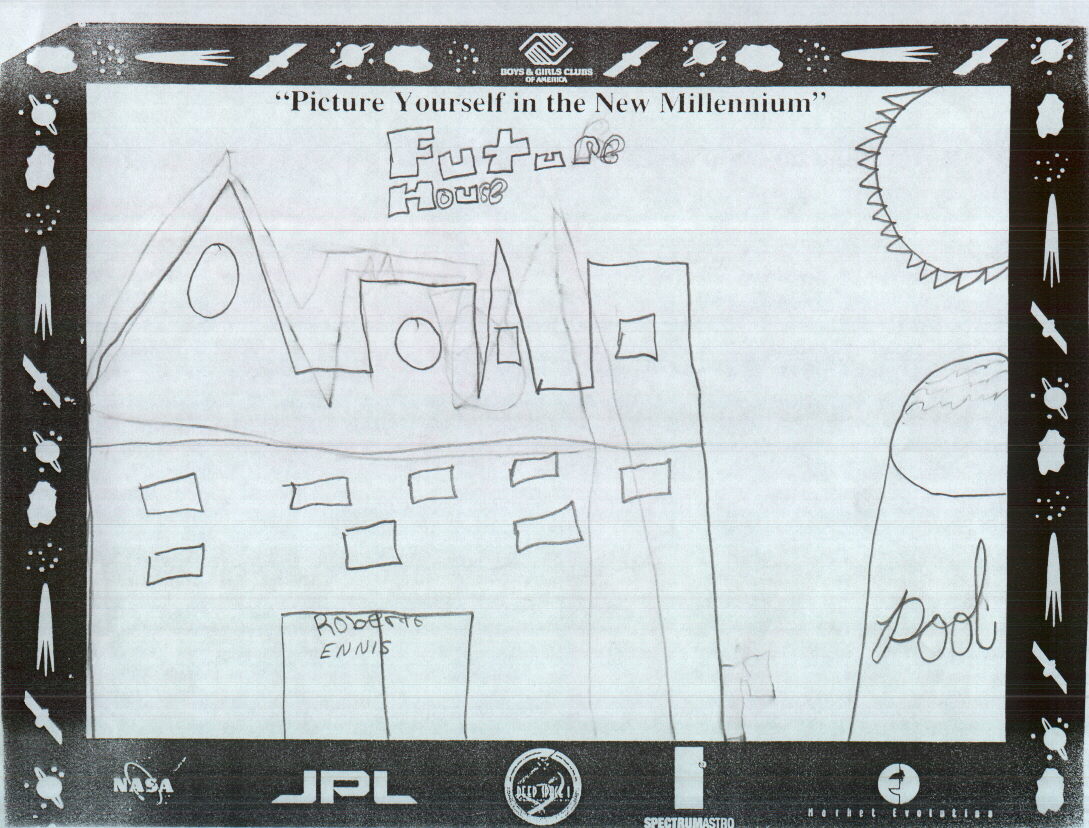 BOYS & GIRLS CLUBS
OF AMERICA
“Picture Yourself in the New Millennium”
FutuRe
House
pool
RobeRTo
ENNIS
NASA
JPL
DEEP SPACE 1
SPECTRUMASTRO
Market Evolution